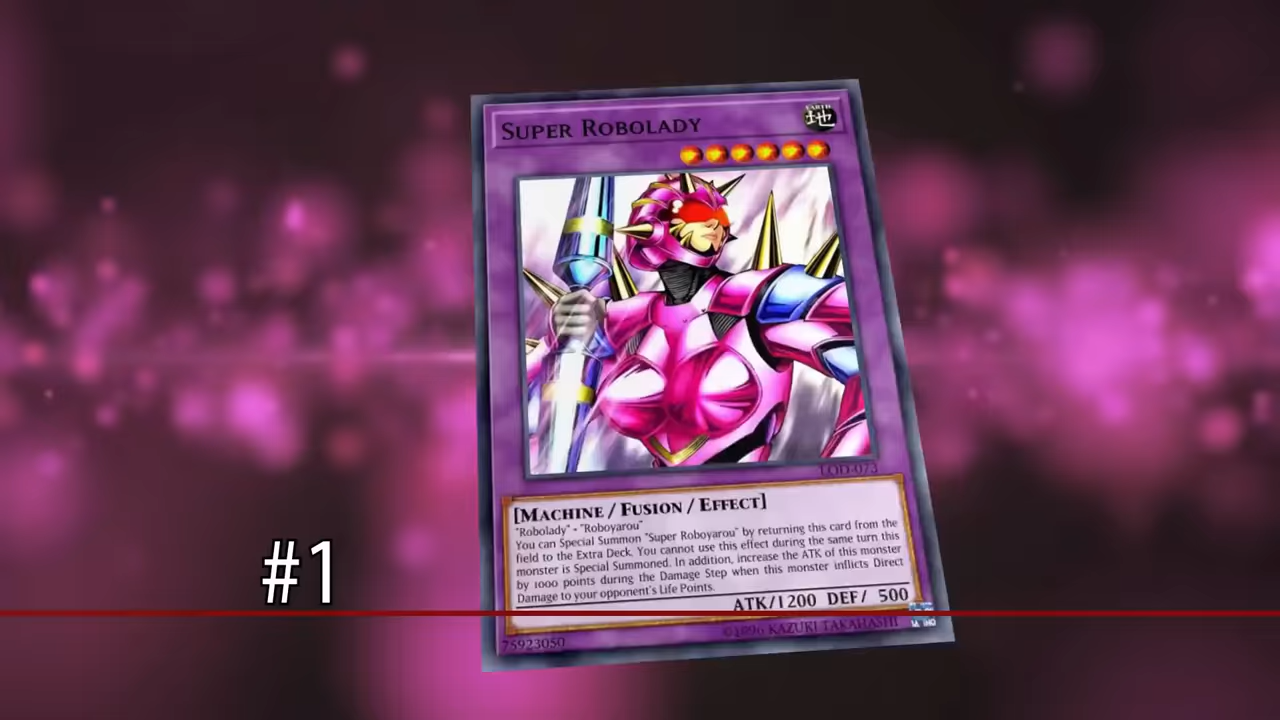 SUPER ROBOLADY
EARTH
地
LOD-073
[MACHINE / FUSION / EFFECT]
"Robolady" + "Roboyarou"
You can Special Summon "Super Roboyarou" by returning this card from the
field to the Extra Deck. You cannot use this effect during the same turn this
monster is Special Summoned. In addition, increase the ATK of this monster
by 1000 points during the Damage Step when this monster inflicts Direct
Damage to your opponent's Life Points.
ATK/1200 DEF/ 500
#1
75923050
©1996 KAZUKI TAKAHASHI